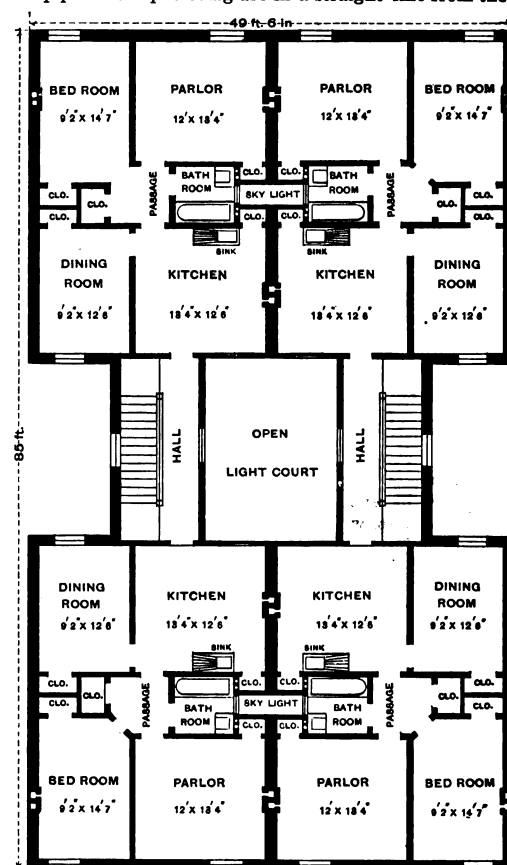 49 ft. 6 in
85 ft.
BED ROOM
9'2" X 14'7"
PARLOR
12' X 13'4"
PARLOR
12' X 13'4"
BED ROOM
9'2" X 14'7"
CLO.
CLO.
CLO.
PASSAGE
BATH
ROOM
CLO.
CLO.
SKY LIGHT
CLO.
CLO.
BATH
ROOM
PASSAGE
CLO.
CLO.
CLO.
DINING
ROOM
9'2" X 12'6"
SINK
KITCHEN
13'4" X 12'6"
SINK
KITCHEN
13'4" X 12'6"
DINING
ROOM
9'2" X 12'6"
HALL
OPEN
LIGHT COURT
HALL
DINING
ROOM
9'2" X 12'6"
KITCHEN
13'4" X 12'6"
SINK
KITCHEN
13'4" X 12'6"
SINK
DINING
ROOM
9'2" X 12'6"
CLO.
CLO.
CLO.
PASSAGE
BATH
ROOM
CLO.
CLO.
SKY LIGHT
CLO.
CLO.
BATH
ROOM
PASSAGE
CLO.
CLO.
CLO.
BED ROOM
9'2" X 14'7"
PARLOR
12' X 13'4"
PARLOR
12' X 13'4"
BED ROOM
9'2" X 14'7"